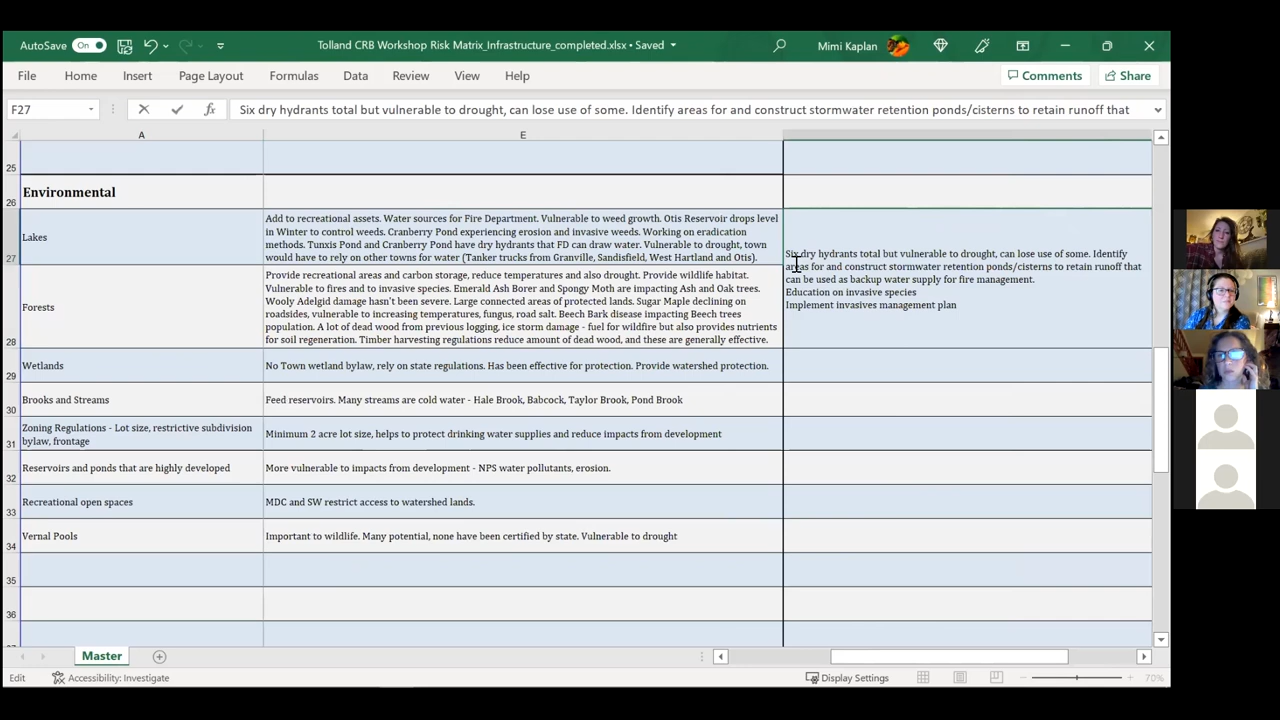 AutoSave On
Tolland CRB Workshop Risk Matrix_Infrastructure_completed.xlsx • Saved
Mimi Kaplan
File Home Insert Page Layout Formulas Data Review View Help
Comments Share
F27
fx
Six dry hydrants total but vulnerable to drought, can lose use of some. Identify areas for and construct stormwater retention ponds/cisterns to retain runoff that
A E
25
26
Environmental
27
Lakes
Add to recreational assets. Water sources for Fire Department. Vulnerable to weed growth. Otis Reservoir drops level
in Winter to control weeds. Cranberry Pond experiencing erosion and invasive weeds. Working on eradication
methods. Tunxis Pond and Cranberry Pond have dry hydrants that FD can draw water. Vulnerable to drought, town
would have to rely on other towns for water (Tanker trucks from Granville, Sandisfield, West Hartland and Otis).
Six dry hydrants total but vulnerable to drought, can lose use of some. Identify
areas for and construct stormwater retention ponds/cisterns to retain runoff that
can be used as backup water supply for fire management.
Education on invasive species
Implement invasives management plan
28
Forests
Provide recreational areas and carbon storage, reduce temperatures and also drought. Provide wildlife habitat.
Vulnerable to fires and to invasive species. Emerald Ash Borer and Spongy Moth are impacting Ash and Oak trees.
Wooly Adelgid damage hasn't been severe. Large connected areas of protected lands. Sugar Maple declining on
roadsides, vulnerable to increasing temperatures, fungus, road salt. Beech Bark disease impacting Beech trees
population. A lot of dead wood from previous logging, ice storm damage - fuel for wildfire but also provides nutrients
for soil regeneration. Timber harvesting regulations reduce amount of dead wood, and these are generally effective.
29
Wetlands
No Town wetland bylaw, rely on state regulations. Has been effective for protection. Provide watershed protection.
30
Brooks and Streams
Feed reservoirs. Many streams are cold water - Hale Brook, Babcock, Taylor Brook, Pond Brook
31
Zoning Regulations - Lot size, restrictive subdivision
bylaw, frontage
Minimum 2 acre lot size, helps to protect drinking water supplies and reduce impacts from development
32
Reservoirs and ponds that are highly developed
More vulnerable to impacts from development - NPS water pollutants, erosion.
33
Recreational open spaces
MDC and SW restrict access to watershed lands.
34
Vernal Pools
Important to wildlife. Many potential, none have been certified by state. Vulnerable to drought
35
36
Master
Edit Accessibility: Investigate Display Settings 70%